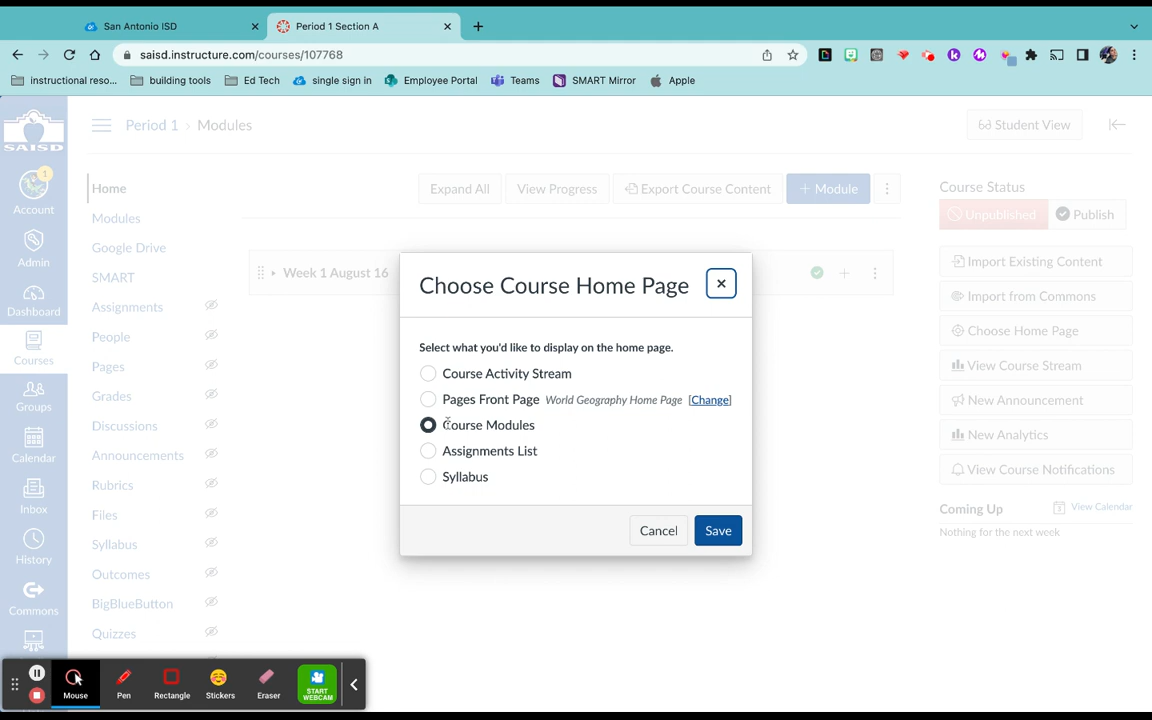 San Antonio ISD
Period 1 Section A
saisd.instructure.com/courses/107768
instructional reso...
building tools
Ed Tech
single sign in
Employee Portal
Teams
SMART Mirror
Apple
SAISD
Period 1 › Modules
Student View
1
Account
Admin
Dashboard
Courses
Groups
Calendar
Inbox
History
Commons
Home
Modules
Google Drive
SMART
Assignments
People
Pages
Grades
Discussions
Announcements
Rubrics
Files
Syllabus
Outcomes
BigBlueButton
Quizzes
Expand All
View Progress
Export Course Content
+ Module
Week 1 August 16
Choose Course Home Page
Select what you'd like to display on the home page.
Course Activity Stream
Pages Front Page World Geography Home Page [Change]
Course Modules
Assignments List
Syllabus
Cancel
Save
Course Status
Unpublished
Publish
Import Existing Content
Import from Commons
Choose Home Page
View Course Stream
New Announcement
New Analytics
View Course Notifications
Coming Up
View Calendar
Nothing for the next week
Mouse
Pen
Rectangle
Stickers
Eraser
START
WEBCAM